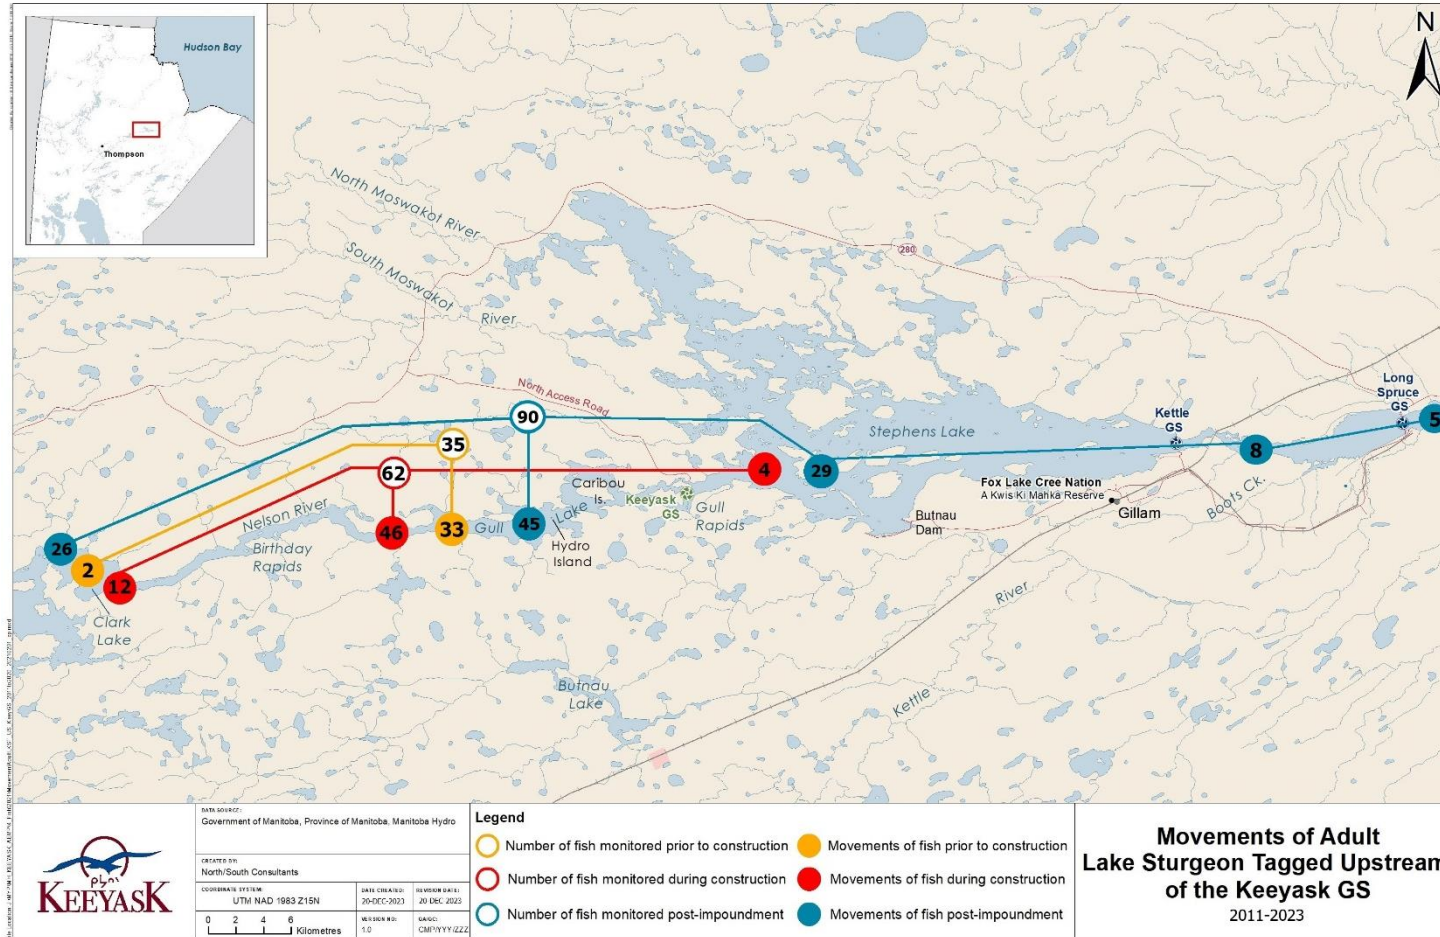 Hudson Bay
Thompson
N
North Moswakot River
South Moswakot
River
280
North Access Road
Long
Spruce
GS
Kettle
GS
5
90
35
62
Stephens Lake
8
4
29
Fox Lake Cree Nation
A Kwis Ki Mahka Reserve
Gillam
Boots Ck.
Caribou
Is.
Keeyask
GS
Gull
Rapids
Butnau
Dam
Nelson River
Birthday
Rapids
46
33
Gull
45
Lake
Hydro
Island
26
2
12
Clark
Lake
River
Kettle
Butnau
Lake
KEEYASK
DATA SOURCE:
Government of Manitoba, Province of Manitoba, Manitoba Hydro
CREATED BY:
North/South Consultants
COORDINATE SYSTEM:
UTM NAD 1983 Z15N
DATE CREATED:
20-DEC-2023
REVISION DATE:
20 DEC 2023
0 2 4 6
Kilometres
VERSION NO:
1.0
QA/QC:
CMP/YYY/ZZZ
Legend
Number of fish monitored prior to construction
Movements of fish prior to construction
Number of fish monitored during construction
Movements of fish during construction
Number of fish monitored post-impoundment
Movements of fish post-impoundment
Movements of Adult
Lake Sturgeon Tagged Upstream
of the Keeyask GS
2011-2023